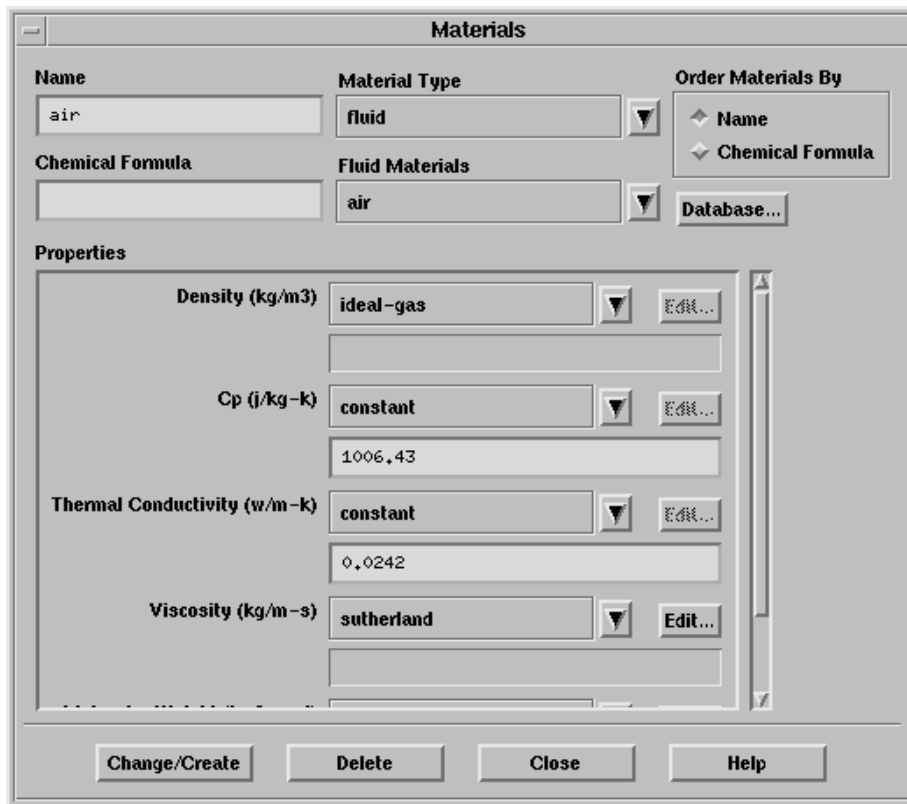 Materials
Name
air
Material Type
fluid
Order Materials By
Name
Chemical Formula
Chemical Formula
Fluid Materials
air
Database...
Properties
Density (kg/m3)
ideal-gas
Edit...
Cp (j/kg-k)
constant
Edit...
1006.43
Thermal Conductivity (w/m-k)
constant
Edit...
0.0242
Viscosity (kg/m-s)
sutherland
Edit...
Change/Create
Delete
Close
Help